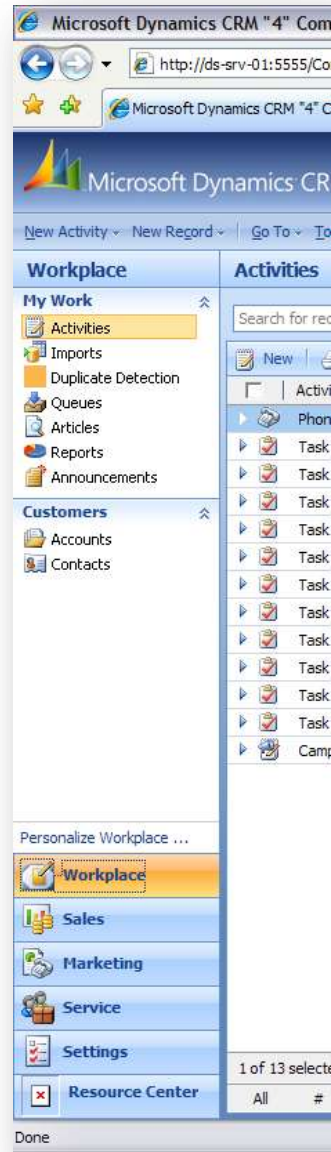 Microsoft Dynamics CRM "4" Com
http://ds-srv-01:5555/Co
Microsoft Dynamics CRM "4" C
Microsoft Dynamics CR
New Activity New Record Go To To
Workplace
My Work
Activities
Imports
Duplicate Detection
Queues
Articles
Reports
Announcements
Customers
Accounts
Contacts
Personalize Workplace ...
Workplace
Sales
Marketing
Service
Settings
Resource Center
Activities
Search for rec
New
Activi
Phon
Task
Task
Task
Task
Task
Task
Task
Task
Task
Task
Task
Camp
1 of 13 selecte
All #
Done